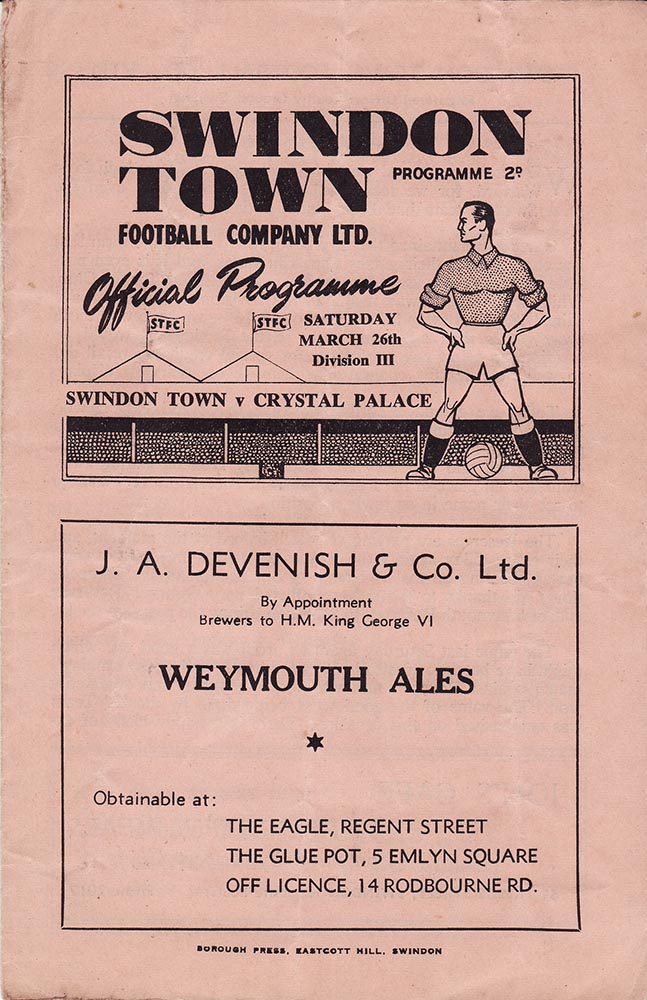 SWINDON
TOWN
PROGRAMME 2D
FOOTBALL COMPANY LTD.
Official Programme
STFC
STFC
SATURDAY
MARCH 26th
Division III
SWINDON TOWN v CRYSTAL PALACE
J. A. DEVENISH & Co. Ltd.
By Appointment
Brewers to H.M. King George VI
WEYMOUTH ALES
Obtainable at:
THE EAGLE, REGENT STREET
THE GLUE POT, 5 EMLYN SQUARE
OFF LICENCE, 14 RODBOURNE RD.
BOROUGH PRESS, EASTCOTT HILL, SWINDON